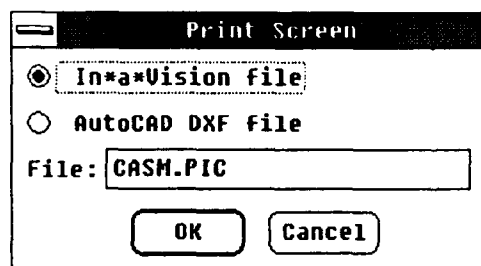 Print Screen
In*a*Vision file
AutoCAD DXF file
File: CASM.PIC
OK Cancel